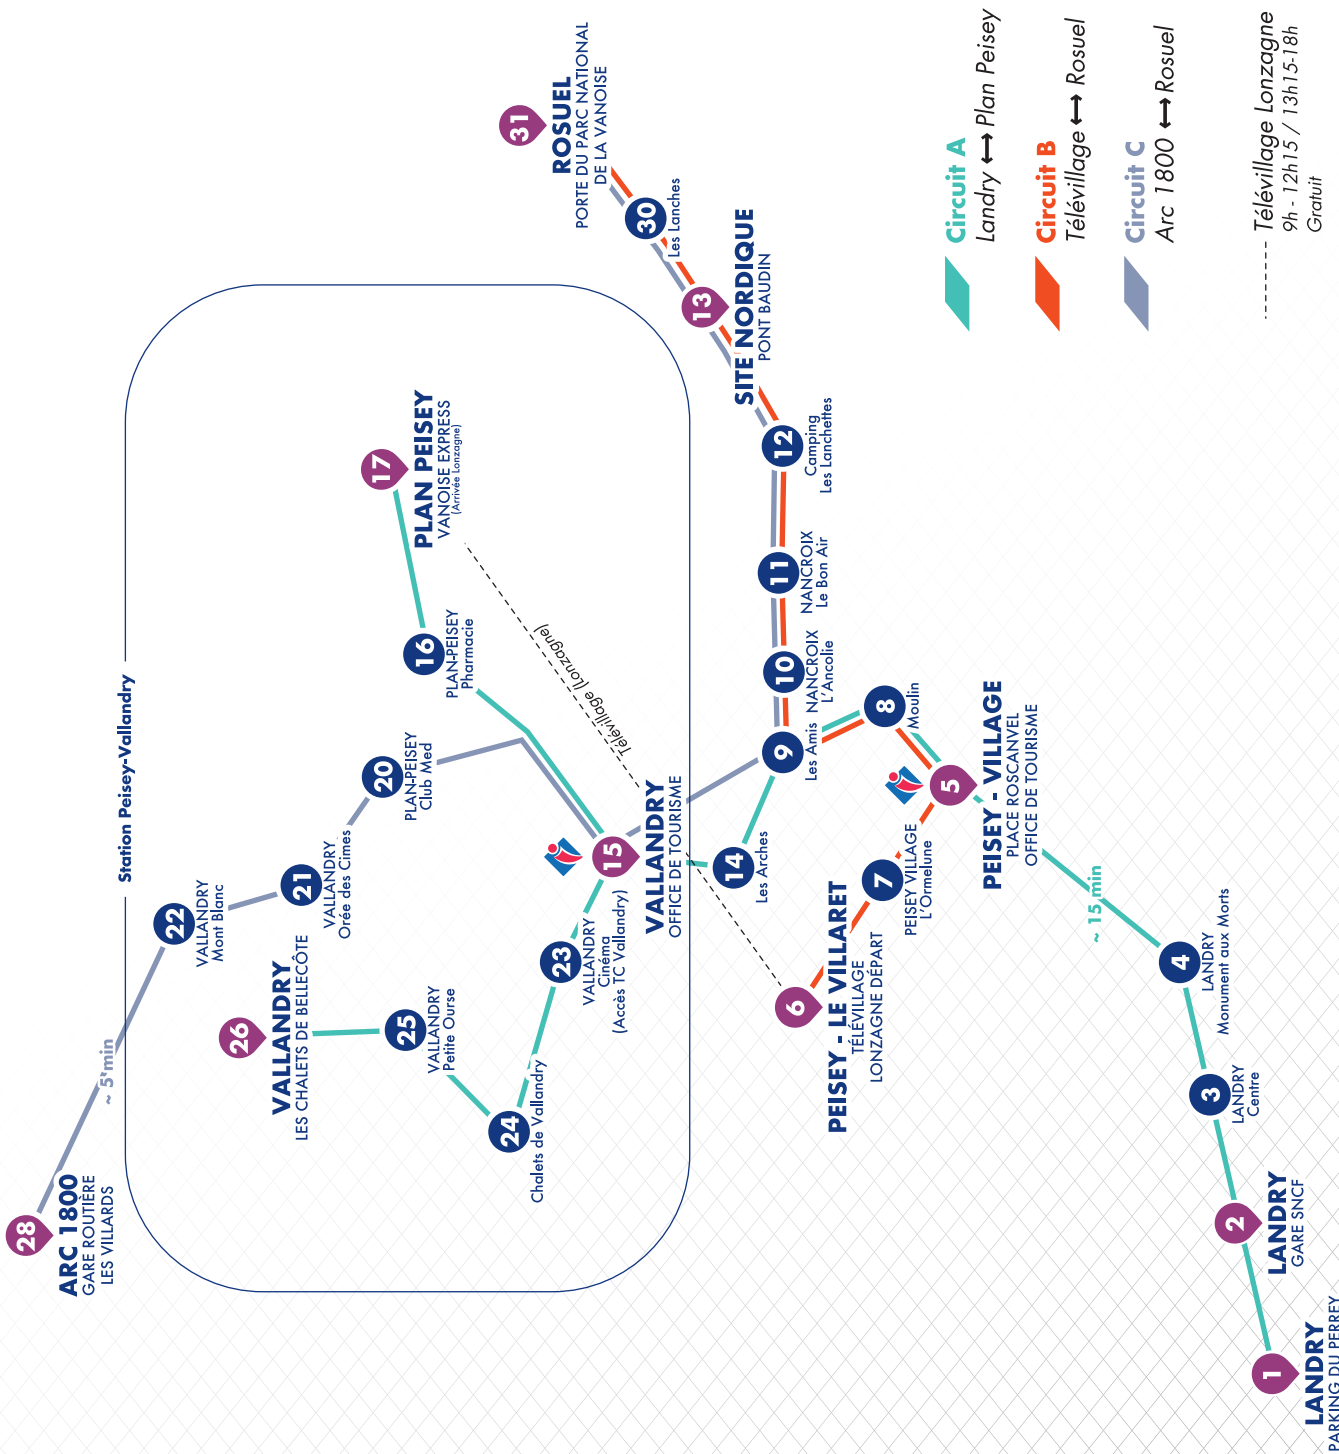 28
ARC 1800
GARE ROUTIÈRE
LES VILLARDS
~ 5 min
Station Peisey-Vallandry
22
VALLANDRY
Mont Blanc
26
VALLANDRY
LES CHALETS DE BELLECÔTE
21
VALLANDRY
Orée des Cimes
20
PLAN-PEISEY
Club Med
25
VALLANDRY
Petite Ourse
16
PLAN-PEISEY
Pharmacie
17
PLAN PEISEY
VANOISE EXPRESS
(Arrivée Lonzagne)
24
Chalets de Vallandry
23
VALLANDRY
Cinéma
(Accès TC Vallandry)
15
VALLANDRY
OFFICE DE TOURISME
Télévillage (Lonzagne)
31
ROSUEL
PORTE DU PARC NATIONAL
DE LA VANOISE
30
Les Lanches
13
SITE NORDIQUE
PONT BAUDIN
12
Camping
Les Lanchettes
11
NANCROIX
Le Bon Air
10
NANCROIX
L'Ancolie
9
Les Amis
14
Les Arches
8
Moulin
6
PEISEY - LE VILLARET
TÉLÉVILLAGE
LONZAGNE DÉPART
7
PEISEY VILLAGE
L'Ormelune
5
PEISEY - VILLAGE
PLACE ROSCANVEL
OFFICE DE TOURISME
~ 15 min
4
LANDRY
Monument aux Morts
3
LANDRY
Centre
2
LANDRY
GARE SNCF
1
LANDRY
PARKING DU PERREY
Circuit A
Landry ⟷ Plan Peisey
Circuit B
Télévillage ⟷ Rosuel
Circuit C
Arc 1800 ⟷ Rosuel
Télévillage Lonzagne
9h - 12h15 / 13h15-18h
Gratuit